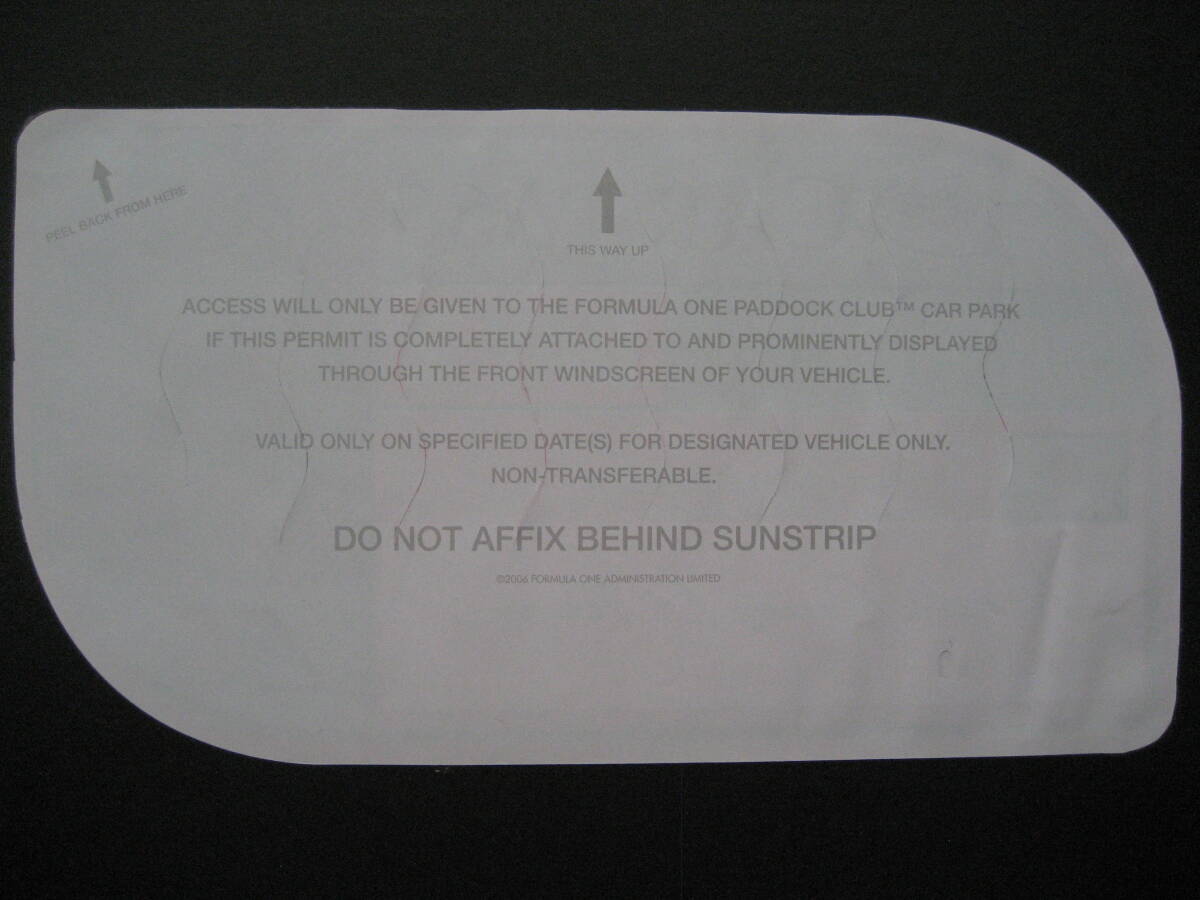 PEEL BACK FROM HERE
THIS WAY UP
ACCESS WILL ONLY BE GIVEN TO THE FORMULA ONE PADDOCK CLUB™ CAR PARK
IF THIS PERMIT IS COMPLETELY ATTACHED TO AND PROMINENTLY DISPLAYED
THROUGH THE FRONT WINDSCREEN OF YOUR VEHICLE.
VALID ONLY ON SPECIFIED DATE(S) FOR DESIGNATED VEHICLE ONLY.
NON-TRANSFERABLE.
DO NOT AFFIX BEHIND SUNSTRIP
©2006 FORMULA ONE ADMINISTRATION LIMITED